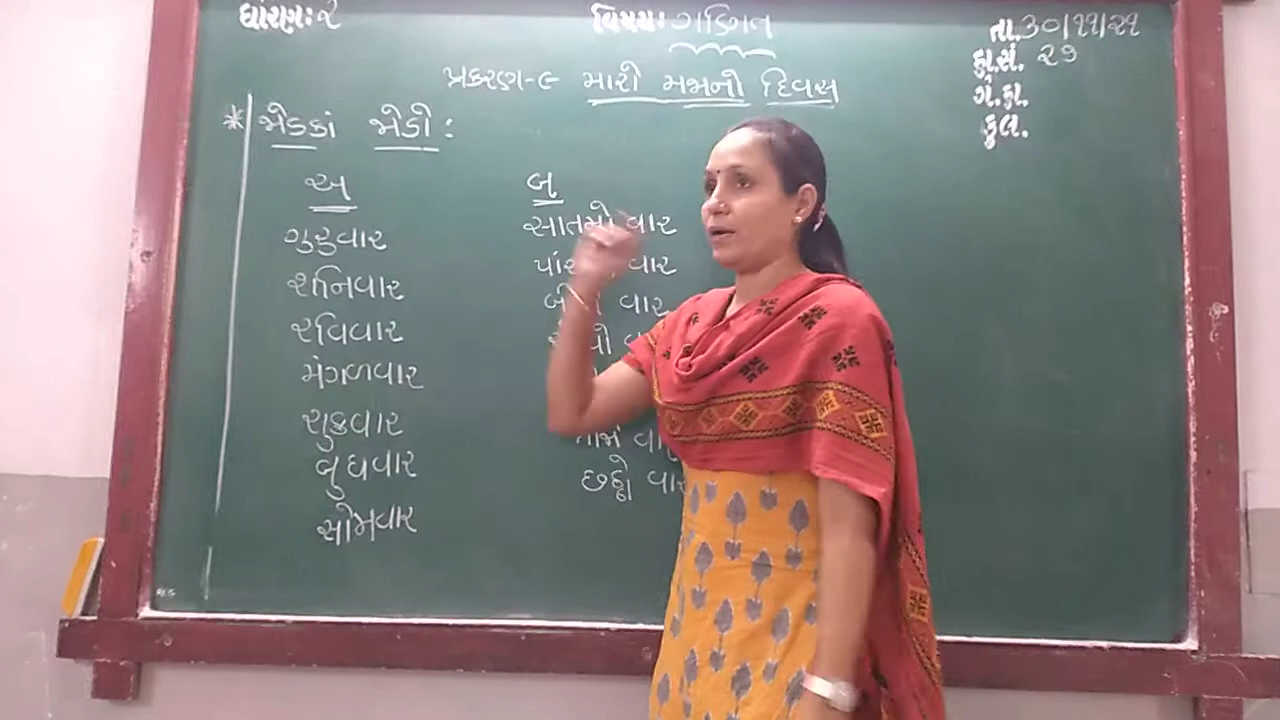 ધોરણઃ ૨
વિષયઃ ગણિત
તા. ૩૦/૧૧/૨૧
ફા.સં. ૨૭
ગે.ફા.
કુલ.
પ્રકરણ-૯ મારો મજાનો દિવસ
* જોડકાં જોડો :
અ
બ
ગુરુવાર
સાતમો વાર
શનિવાર
વાર
રવિવાર
વાર
મંગળવાર
શુક્રવાર
બુધવાર
છઠ્ઠો વાર
સોમવાર